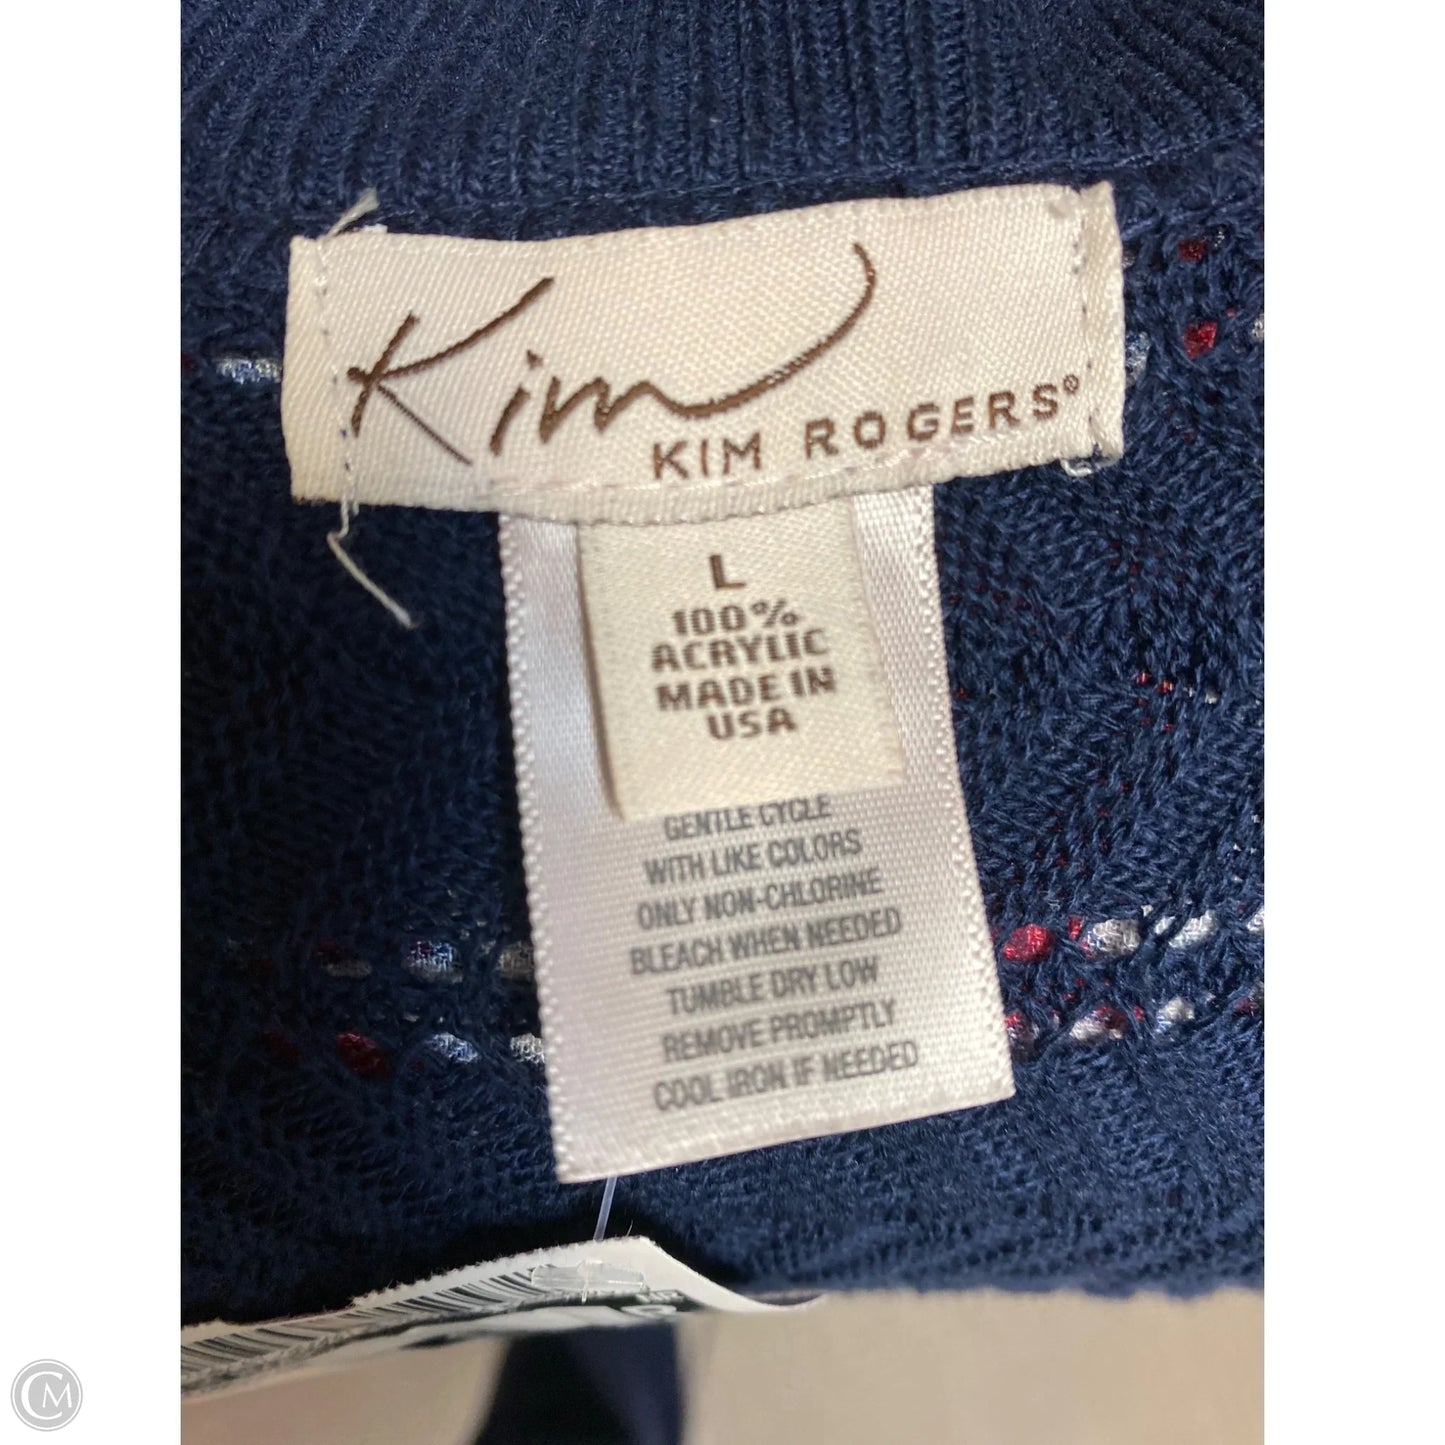 Kim
KIM ROGERS®
L
100%
ACRYLIC
MADE IN
USA
GENTLE CYCLE
WITH LIKE COLORS
ONLY NON-CHLORINE
BLEACH WHEN NEEDED
TUMBLE DRY LOW
REMOVE PROMPTLY
COOL IRON IF NEEDED
CM